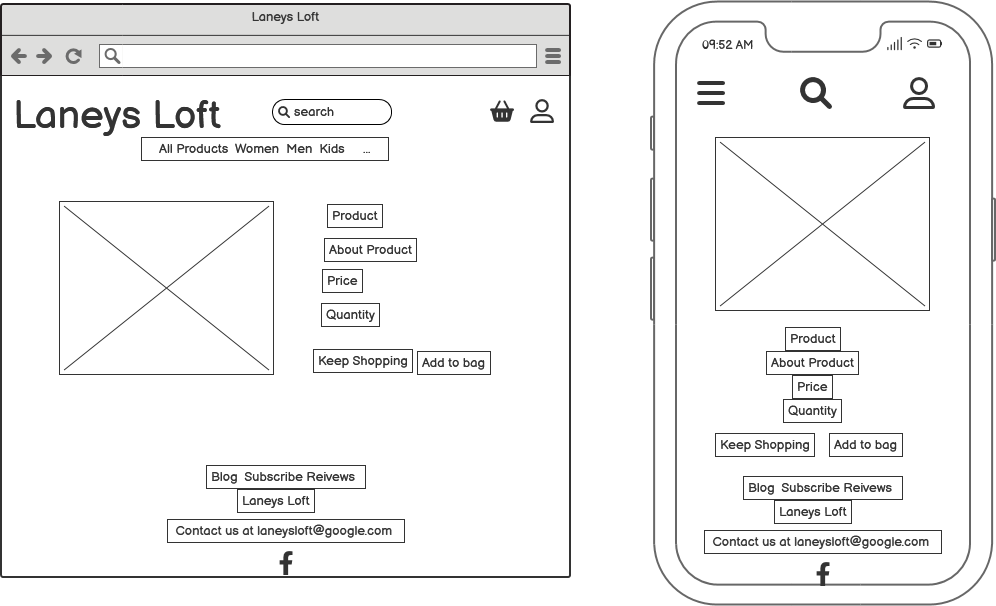 Laneys Loft
Laneys Loft
search
All Products Women Men Kids ...
Product
About Product
Price
Quantity
Keep Shopping
Add to bag
Blog Subscribe Reivews
Laneys Loft
Contact us at laneysloft@google.com
09:52 AM
Product
About Product
Price
Quantity
Keep Shopping
Add to bag
Blog Subscribe Reivews
Laneys Loft
Contact us at laneysloft@google.com